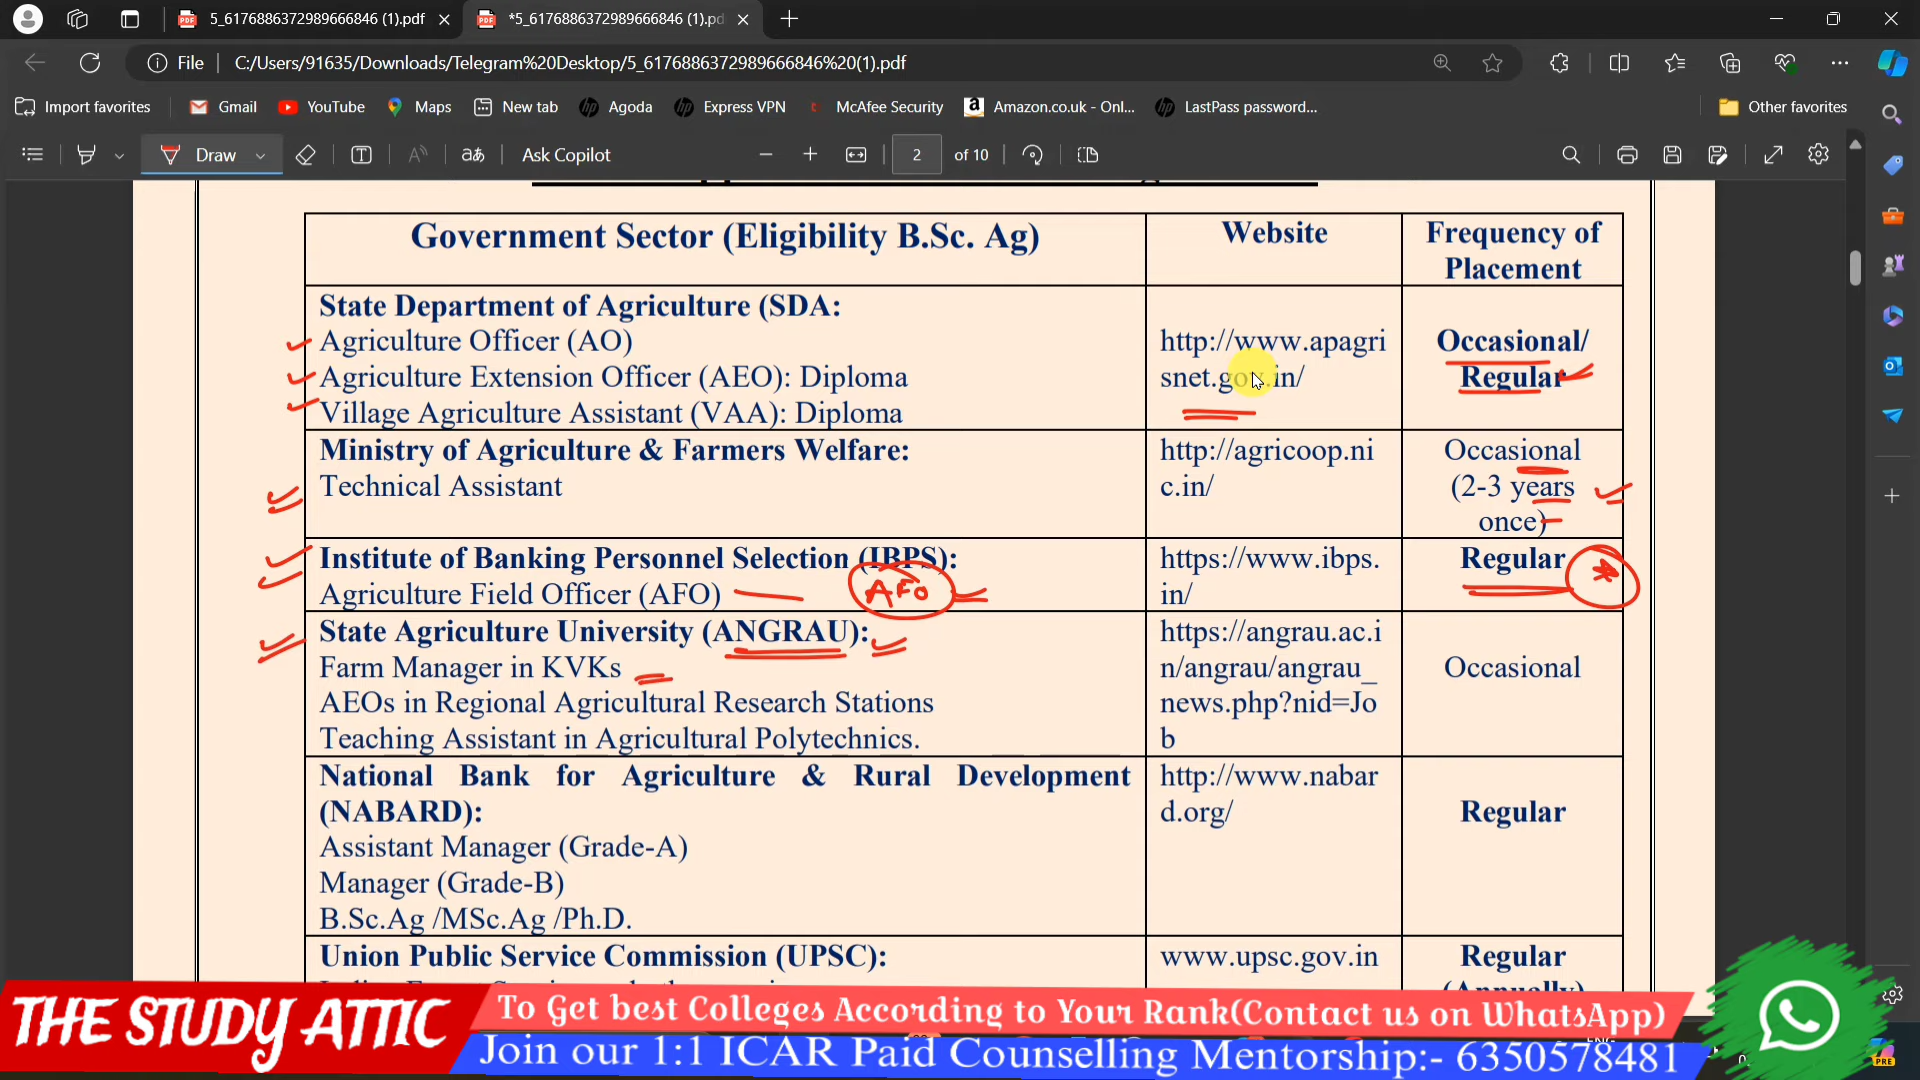 5_6176886372989666846 (1).pdf
*5_6176886372989666846 (1).pd
File
C:/Users/91635/Downloads/Telegram%20Desktop/5_6176886372989666846%20(1).pdf
Import favorites
Gmail
YouTube
Maps
New tab
Agoda
Express VPN
McAfee Security
Amazon.co.uk - Onl...
LastPass password...
Other favorites
Draw
Ask Copilot
2
of 10
Government Sector (Eligibility B.Sc. Ag)
Website
Frequency of
Placement
State Department of Agriculture (SDA:
Agriculture Officer (AO)
Agriculture Extension Officer (AEO): Diploma
Village Agriculture Assistant (VAA): Diploma
http://www.apagri
snet.gov.in/
Occasional/
Regular
Ministry of Agriculture & Farmers Welfare:
Technical Assistant
http://agricoop.ni
c.in/
Occasional
(2-3 years
once)
Institute of Banking Personnel Selection (IBPS):
Agriculture Field Officer (AFO)
AFO
https://www.ibps.
in/
Regular
State Agriculture University (ANGRAU):
Farm Manager in KVKs
AEOs in Regional Agricultural Research Stations
Teaching Assistant in Agricultural Polytechnics.
https://angrau.ac.i
n/angrau/angrau_
news.php?nid=Jo
b
Occasional
National Bank for Agriculture & Rural Development
(NABARD):
Assistant Manager (Grade-A)
Manager (Grade-B)
B.Sc.Ag /MSc.Ag /Ph.D.
http://www.nabar
d.org/
Regular
Union Public Service Commission (UPSC):
www.upsc.gov.in
Regular
(Annually)
THE STUDY ATTIC
To Get best Colleges According to Your Rank(Contact us on WhatsApp)
Join our 1:1 ICAR Paid Counselling Mentorship:- 6350578481